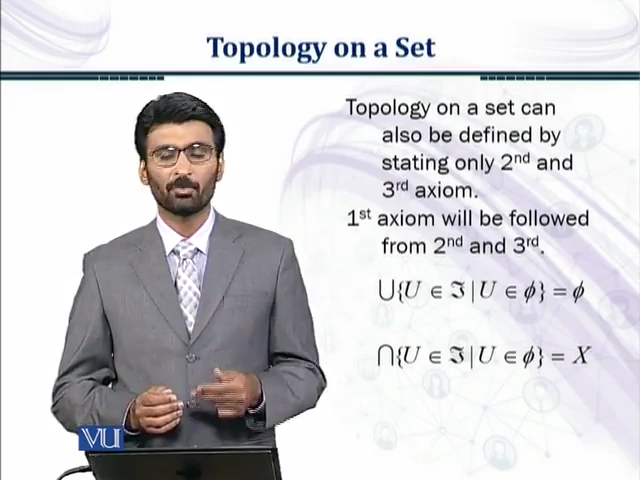 Topology on a Set
Topology on a set can
also be defined by
stating only 2nd and
3rd axiom.
1st axiom will be followed
from 2nd and 3rd.
⋃{U ∈ ℑ | U ∈ ϕ} = ϕ
⋂{U ∈ ℑ | U ∈ ϕ} = X
VU